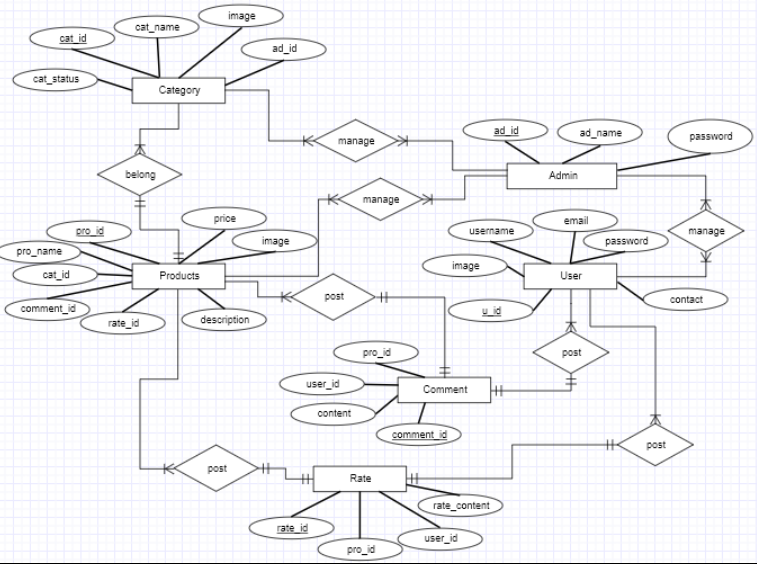 image
cat_name
cat_id
ad_id
cat_status
Category
ad_id
ad_name
password
manage
belong
Admin
manage
price
pro_id
image
pro_name
cat_id
Products
comment_id
rate_id
description
email
username
password
manage
image
User
contact
u_id
post
pro_id
post
user_id
Comment
content
comment_id
post
post
Rate
rate_content
rate_id
user_id
pro_id